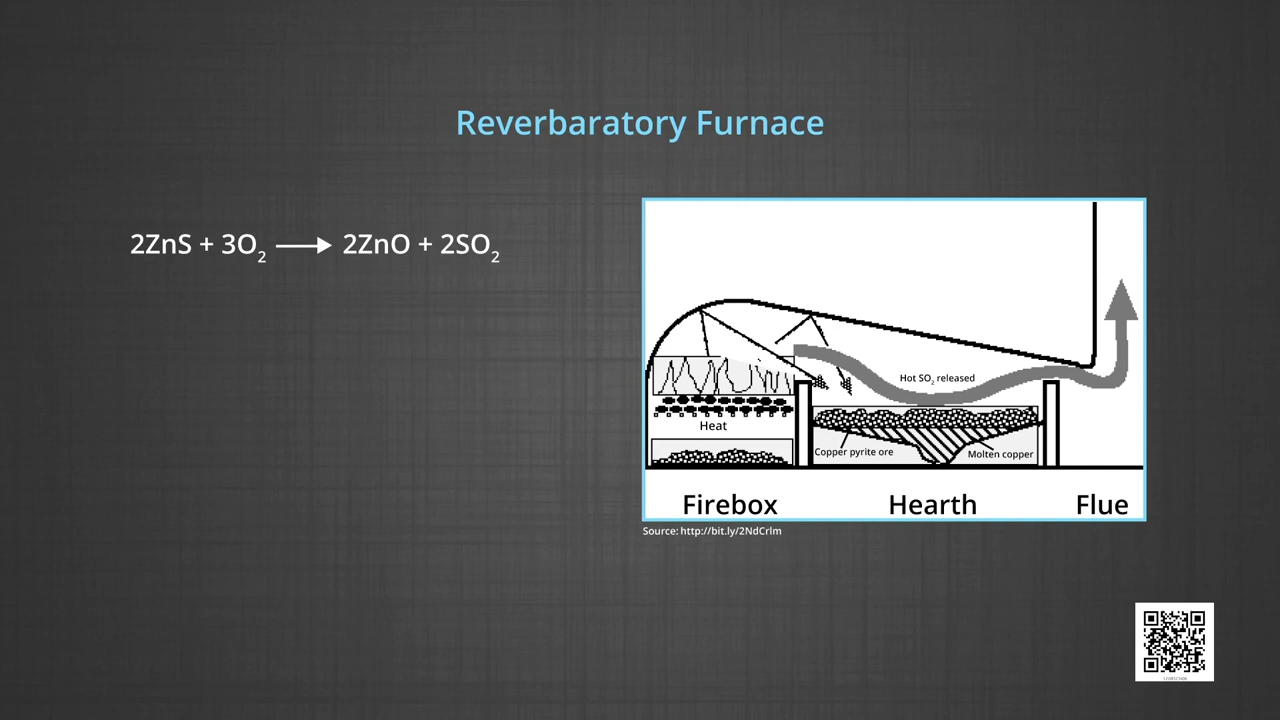 Reverbaratory Furnace
2ZnS + 3O₂ ⟶ 2ZnO + 2SO₂
Hot SO₂ released
Heat
Copper pyrite ore
Molten copper
Firebox
Hearth
Flue
Source: http://bit.ly/2NdCrlm